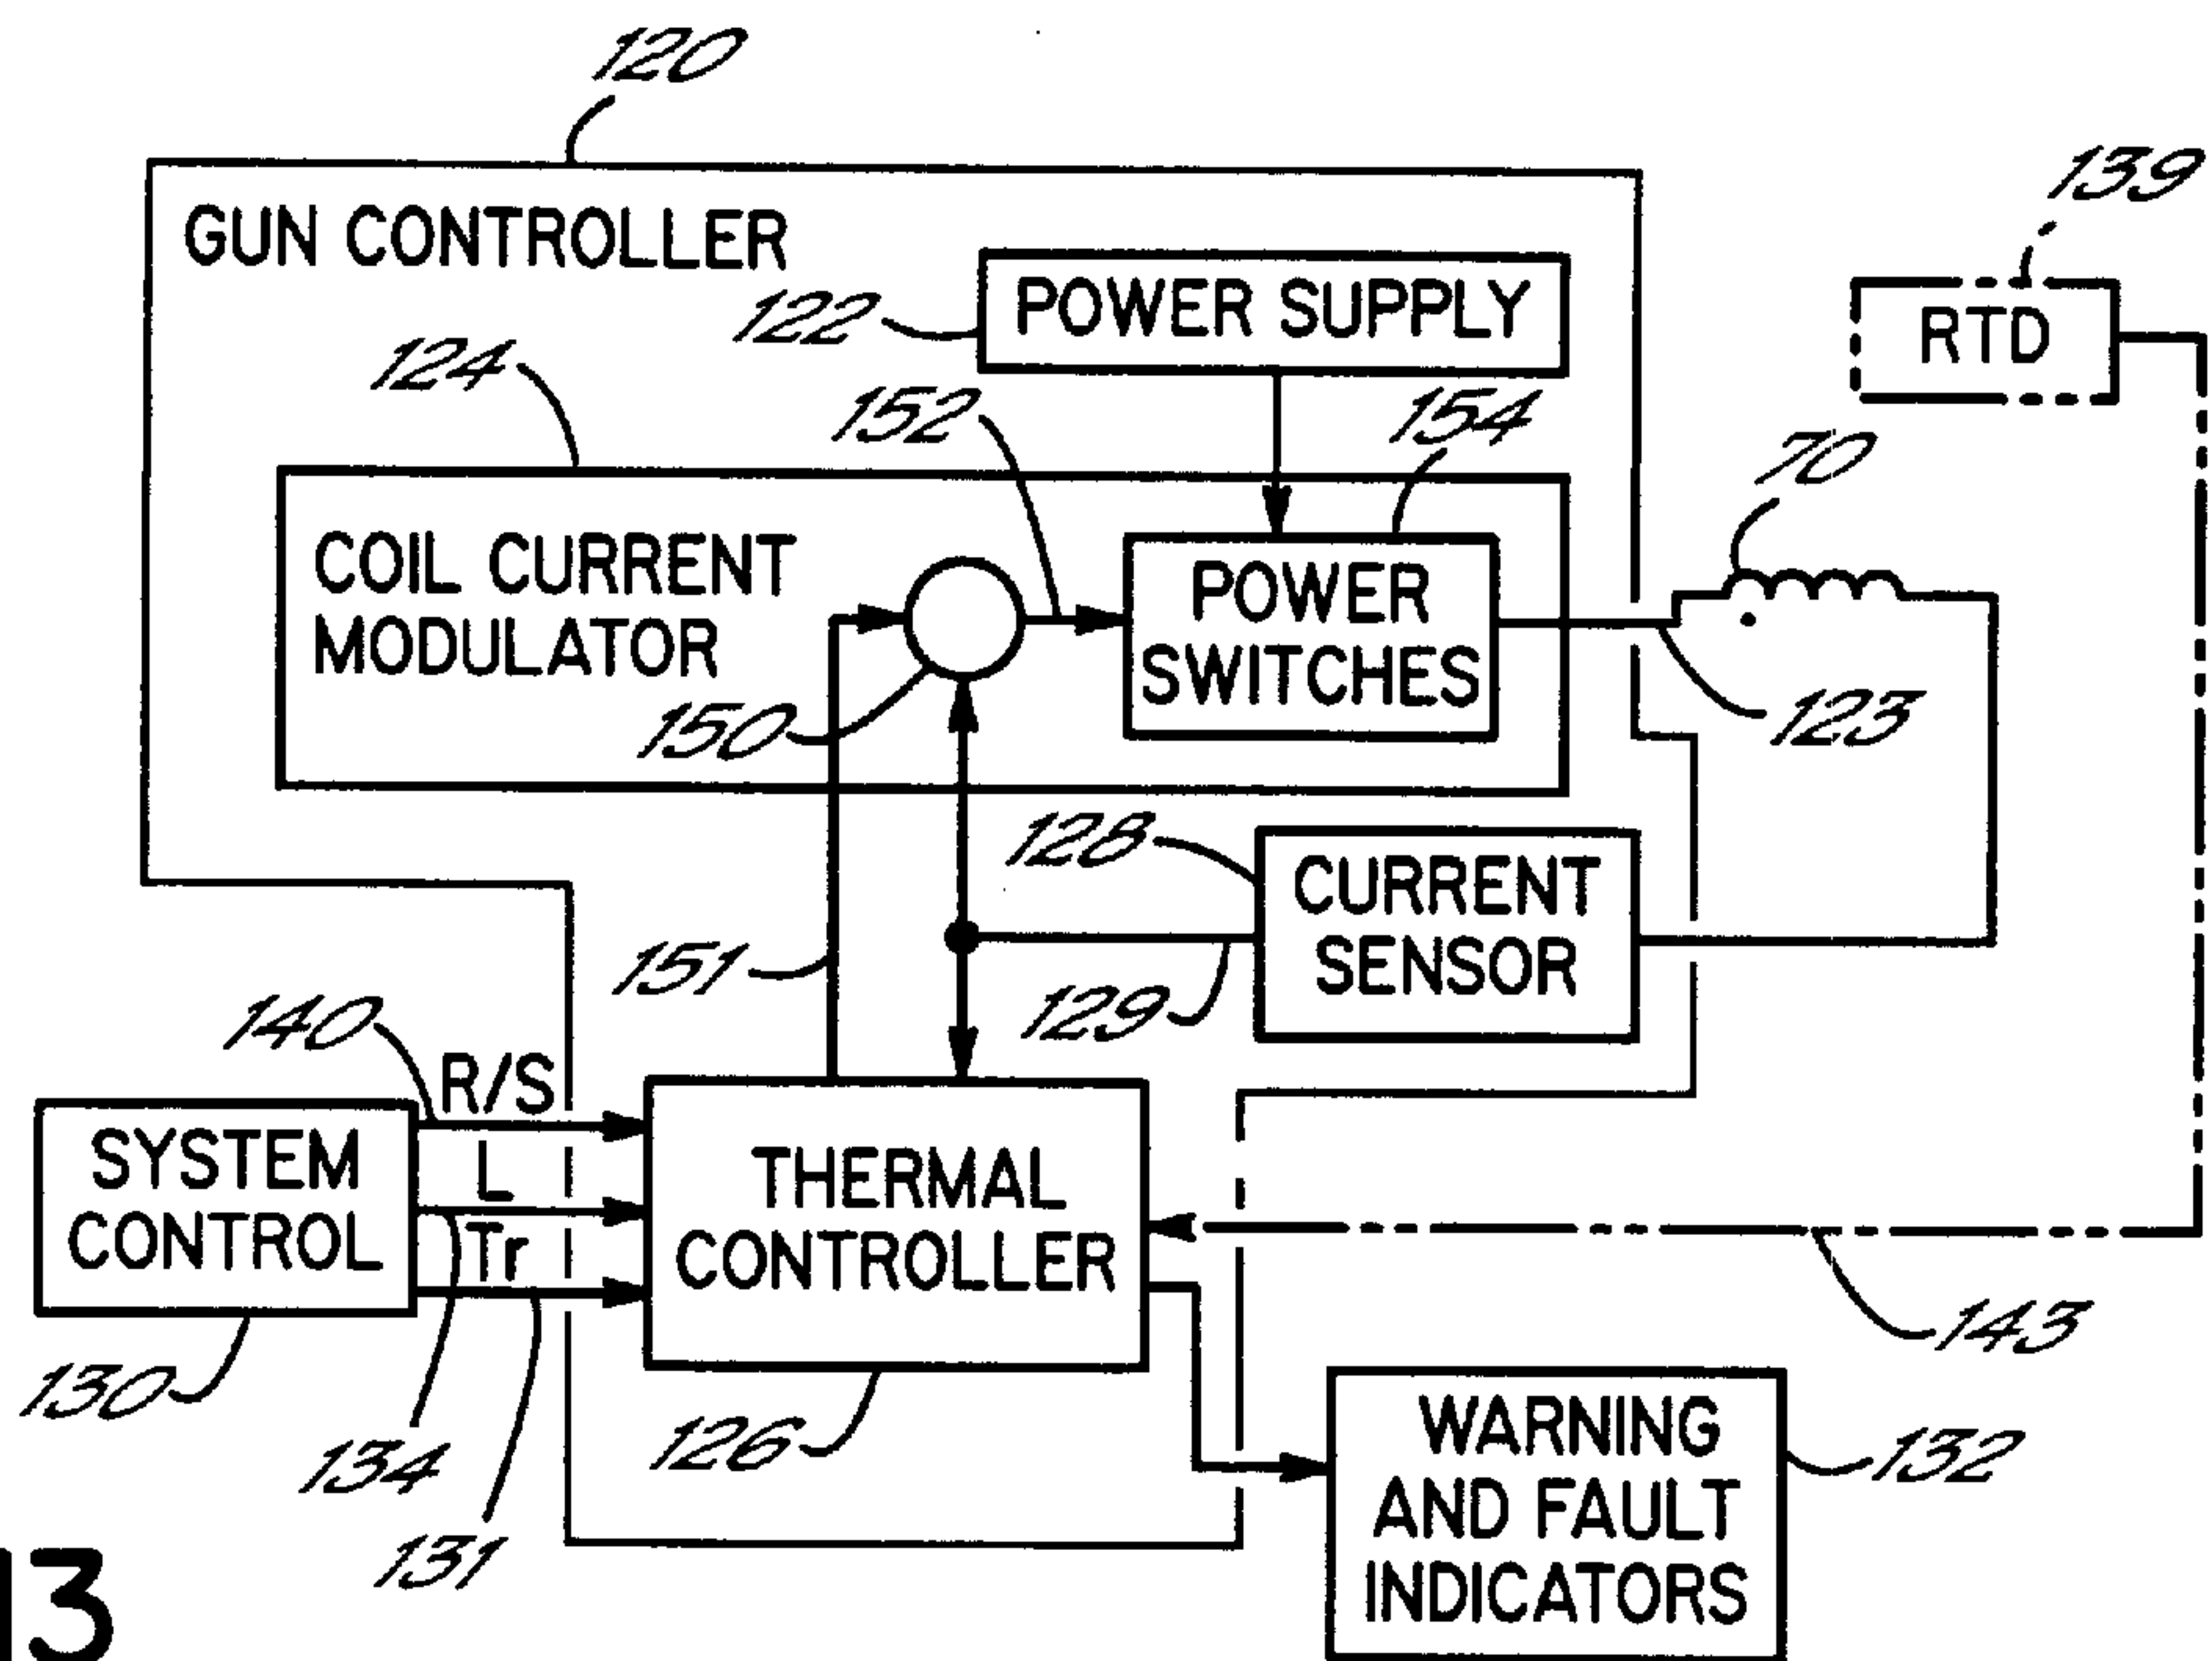 120
GUN CONTROLLER
139
122
POWER SUPPLY
RTD
124
152
154
70
COIL CURRENT
MODULATOR
POWER
SWITCHES
150
123
128
CURRENT
SENSOR
151
129
140
R/S
SYSTEM
CONTROL
L
Tr
THERMAL
CONTROLLER
143
130
134
131
126
WARNING
AND FAULT
INDICATORS
132
13